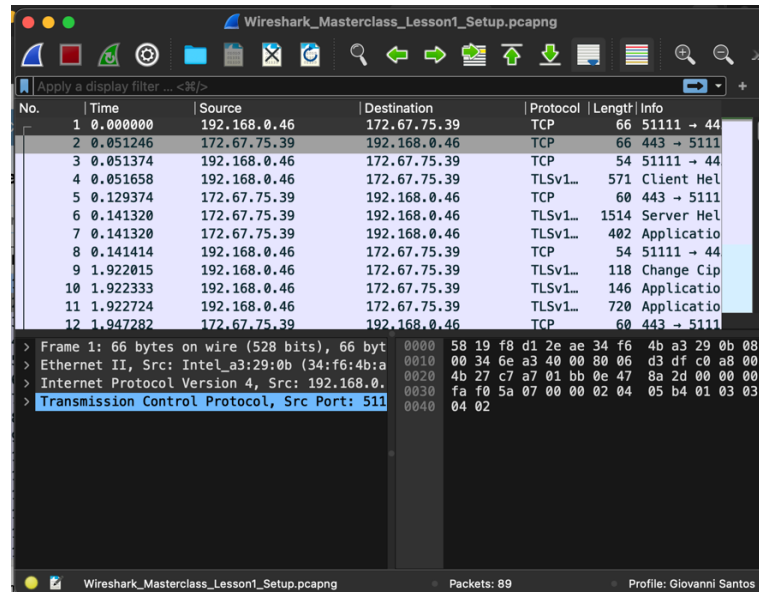 Wireshark_Masterclass_Lesson1_Setup.pcapng
Apply a display filter ... <⌘/>
No. Time Source Destination Protocol Length Info
1 0.000000 192.168.0.46 172.67.75.39 TCP 66 51111 → 44
2 0.051246 172.67.75.39 192.168.0.46 TCP 66 443 → 5111
3 0.051374 192.168.0.46 172.67.75.39 TCP 54 51111 → 44
4 0.051658 192.168.0.46 172.67.75.39 TLSv1… 571 Client Hel
5 0.129374 172.67.75.39 192.168.0.46 TCP 60 443 → 5111
6 0.141320 172.67.75.39 192.168.0.46 TLSv1… 1514 Server Hel
7 0.141320 172.67.75.39 192.168.0.46 TLSv1… 402 Applicatio
8 0.141414 192.168.0.46 172.67.75.39 TCP 54 51111 → 44
9 1.922015 192.168.0.46 172.67.75.39 TLSv1… 118 Change Cip
10 1.922333 192.168.0.46 172.67.75.39 TLSv1… 146 Applicatio
11 1.922724 192.168.0.46 172.67.75.39 TLSv1… 720 Applicatio
12 1.947282 172.67.75.39 192.168.0.46 TCP 60 443 → 5111
> Frame 1: 66 bytes on wire (528 bits), 66 byt
> Ethernet II, Src: Intel_a3:29:0b (34:f6:4b:a
> Internet Protocol Version 4, Src: 192.168.0.
> Transmission Control Protocol, Src Port: 511
0000 58 19 f8 d1 2e ae 34 f6 4b a3 29 0b 08
0010 00 34 6e a3 40 00 80 06 d3 df c0 a8 00
0020 4b 27 c7 a7 01 bb 0e 47 8a 2d 00 00 00
0030 fa f0 5a 07 00 00 02 04 05 b4 01 03 03
0040 04 02
Wireshark_Masterclass_Lesson1_Setup.pcapng Packets: 89 Profile: Giovanni Santos